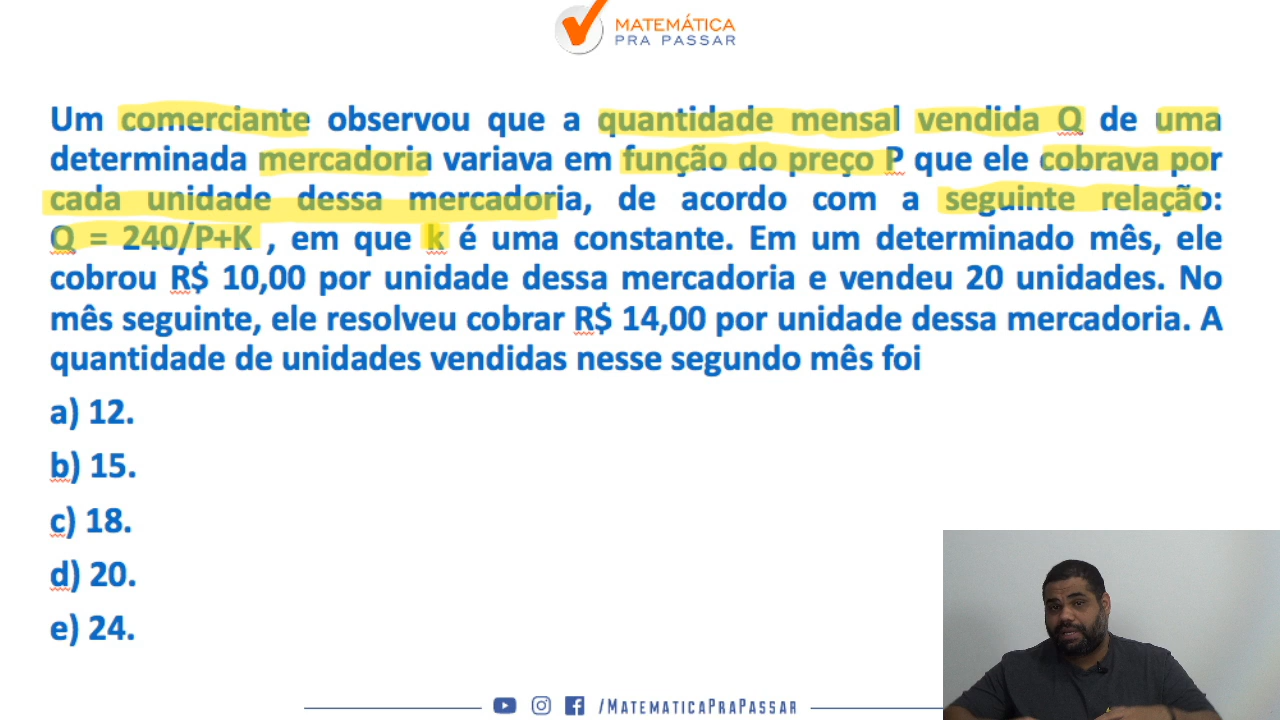 MATEMÁTICA
PRA PASSAR
Um comerciante observou que a quantidade mensal vendida Q de uma
determinada mercadoria variava em função do preço P que ele cobrava por
cada unidade dessa mercadoria, de acordo com a seguinte relação:
Q = 240/P+K , em que k é uma constante. Em um determinado mês, ele
cobrou R$ 10,00 por unidade dessa mercadoria e vendeu 20 unidades. No
mês seguinte, ele resolveu cobrar R$ 14,00 por unidade dessa mercadoria. A
quantidade de unidades vendidas nesse segundo mês foi
a) 12.
b) 15.
c) 18.
d) 20.
e) 24.
/MATEMATICAPRAPASSAR